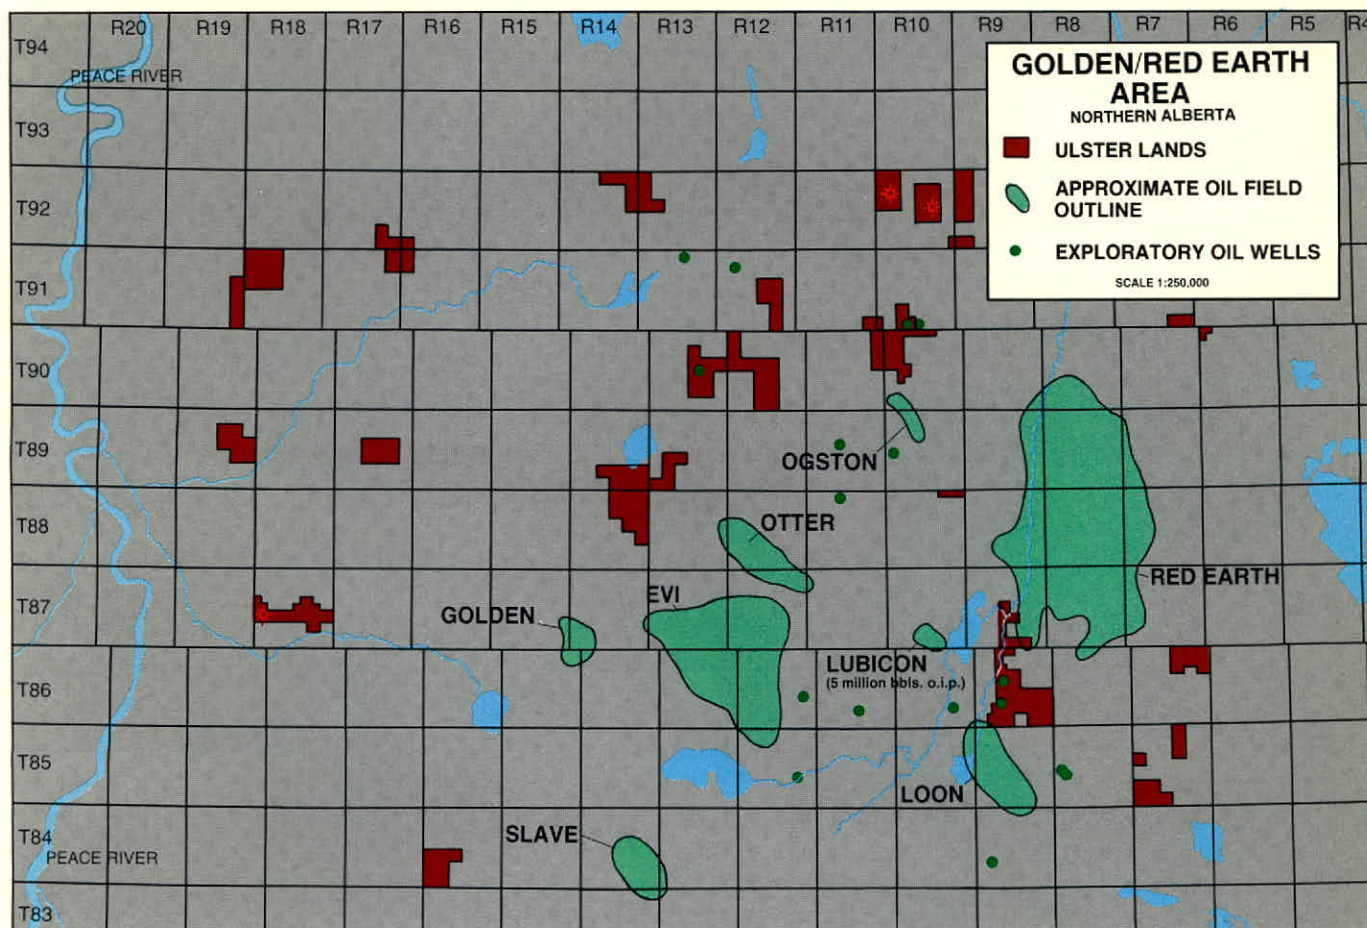 R20 R19 R18 R17 R16 R15 R14 R13 R12 R11 R10 R9 R8 R7 R6 R5 R4
T94
PEACE RIVER
GOLDEN/RED EARTH
AREA
NORTHERN ALBERTA
ULSTER LANDS
APPROXIMATE OIL FIELD
OUTLINE
EXPLORATORY OIL WELLS
SCALE 1:250,000
T93
T92
T91
T90
T89
OGSTON
T88
OTTER
RED EARTH
T87
EVI
GOLDEN
LUBICON
(5 million bbls. o.i.p.)
T86
T85
LOON
T84
SLAVE
PEACE RIVER
T83